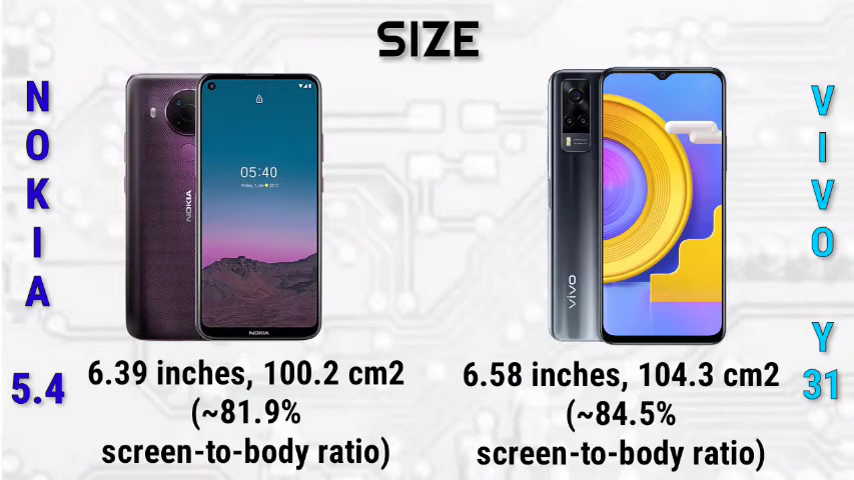 SIZE
NOKIA
5.4
NOKIA
05:40
NOKIA
6.39 inches, 100.2 cm2
(~81.9%
screen-to-body ratio)
vivo
6.58 inches, 104.3 cm2
(~84.5%
screen-to-body ratio)
VIVO
Y
31